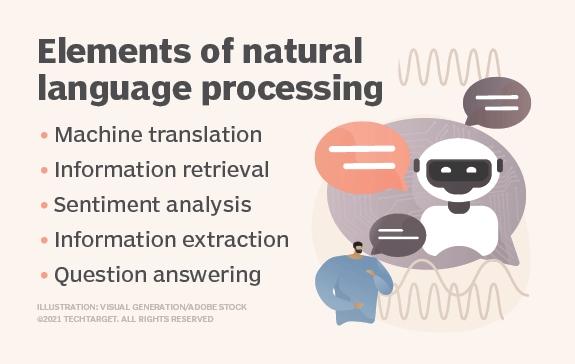 Elements of natural
language processing
• Machine translation
• Information retrieval
• Sentiment analysis
• Information extraction
• Question answering
ILLUSTRATION: VISUAL GENERATION/ADOBE STOCK
©2021 TECHTARGET. ALL RIGHTS RESERVED